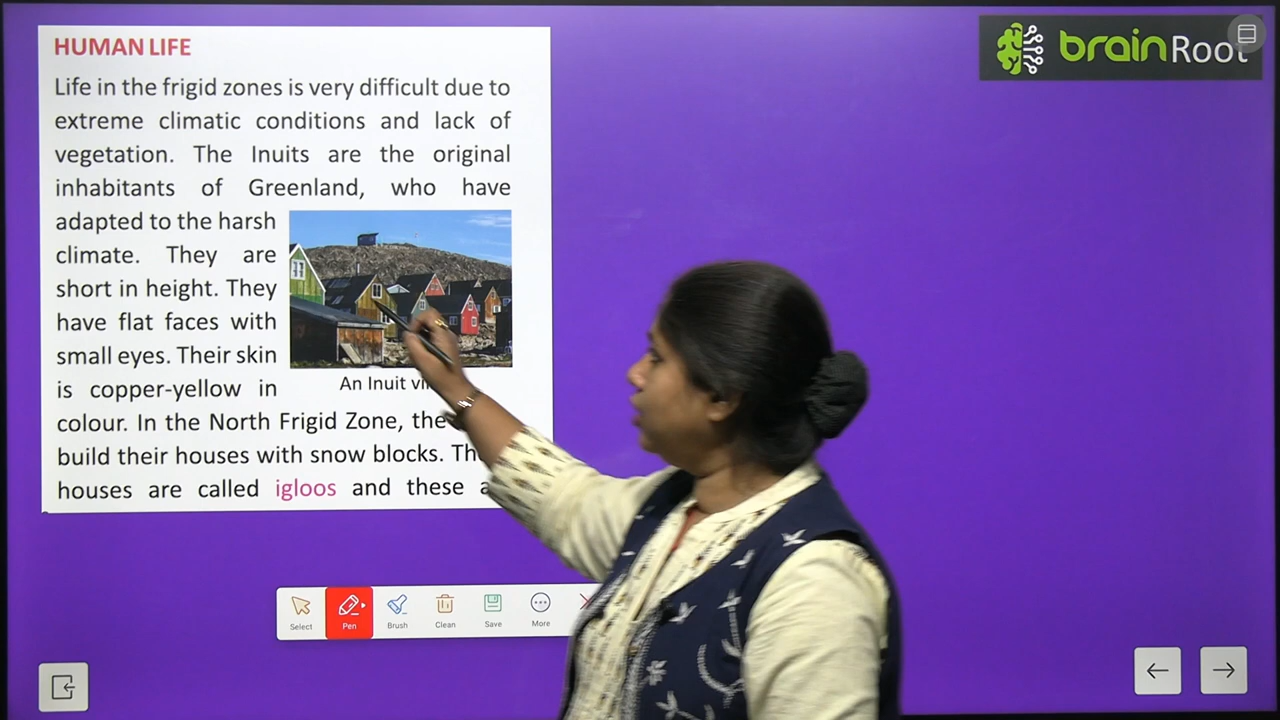 HUMAN LIFE
Life in the frigid zones is very difficult due to
extreme climatic conditions and lack of
vegetation. The Inuits are the original
inhabitants of Greenland, who have
adapted to the harsh
climate. They are
short in height. They
have flat faces with
small eyes. Their skin
is copper-yellow in
An Inuit
colour. In the North Frigid Zone,
build their houses with snow blocks.
houses are called igloos and these
brainRoot
Select
Pen
Brush
Clean
Save
More